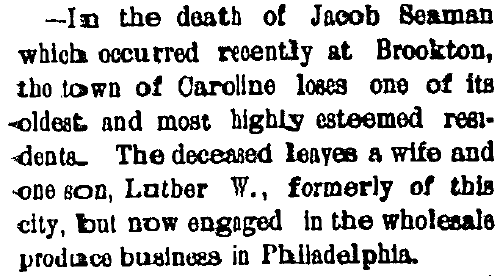 —In the death of Jacob Seaman
which occurred recently at Brookton,
the town of Caroline loses one of its
oldest and most highly esteemed resi-
dents. The deceased leaves a wife and
one son, Luther W., formerly of this
city, but now engaged in the wholesale
produce business in Philadelphia.